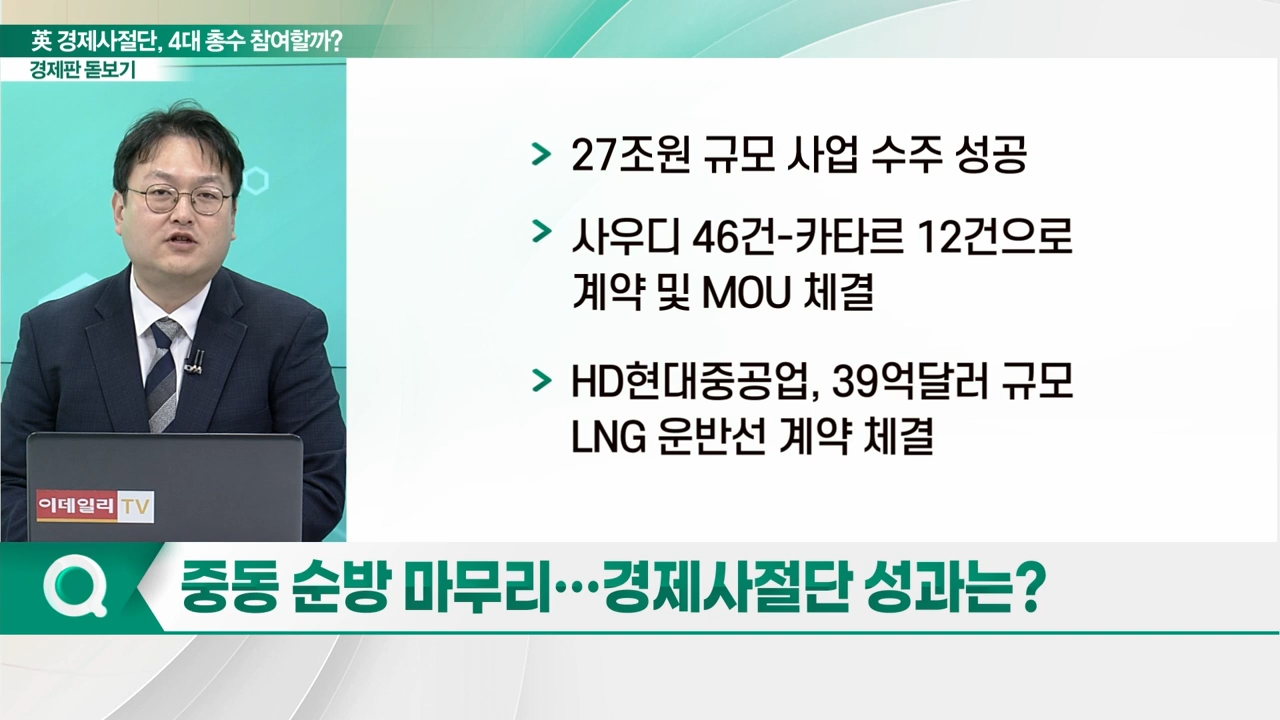 英 경제사절단, 4대 총수 참여할까?
경제판 돋보기
> 27조원 규모 사업 수주 성공
> 사우디 46건-카타르 12건으로
계약 및 MOU 체결
> HD현대중공업, 39억달러 규모
LNG 운반선 계약 체결
이데일리 TV
Q 중동 순방 마무리…경제사절단 성과는?